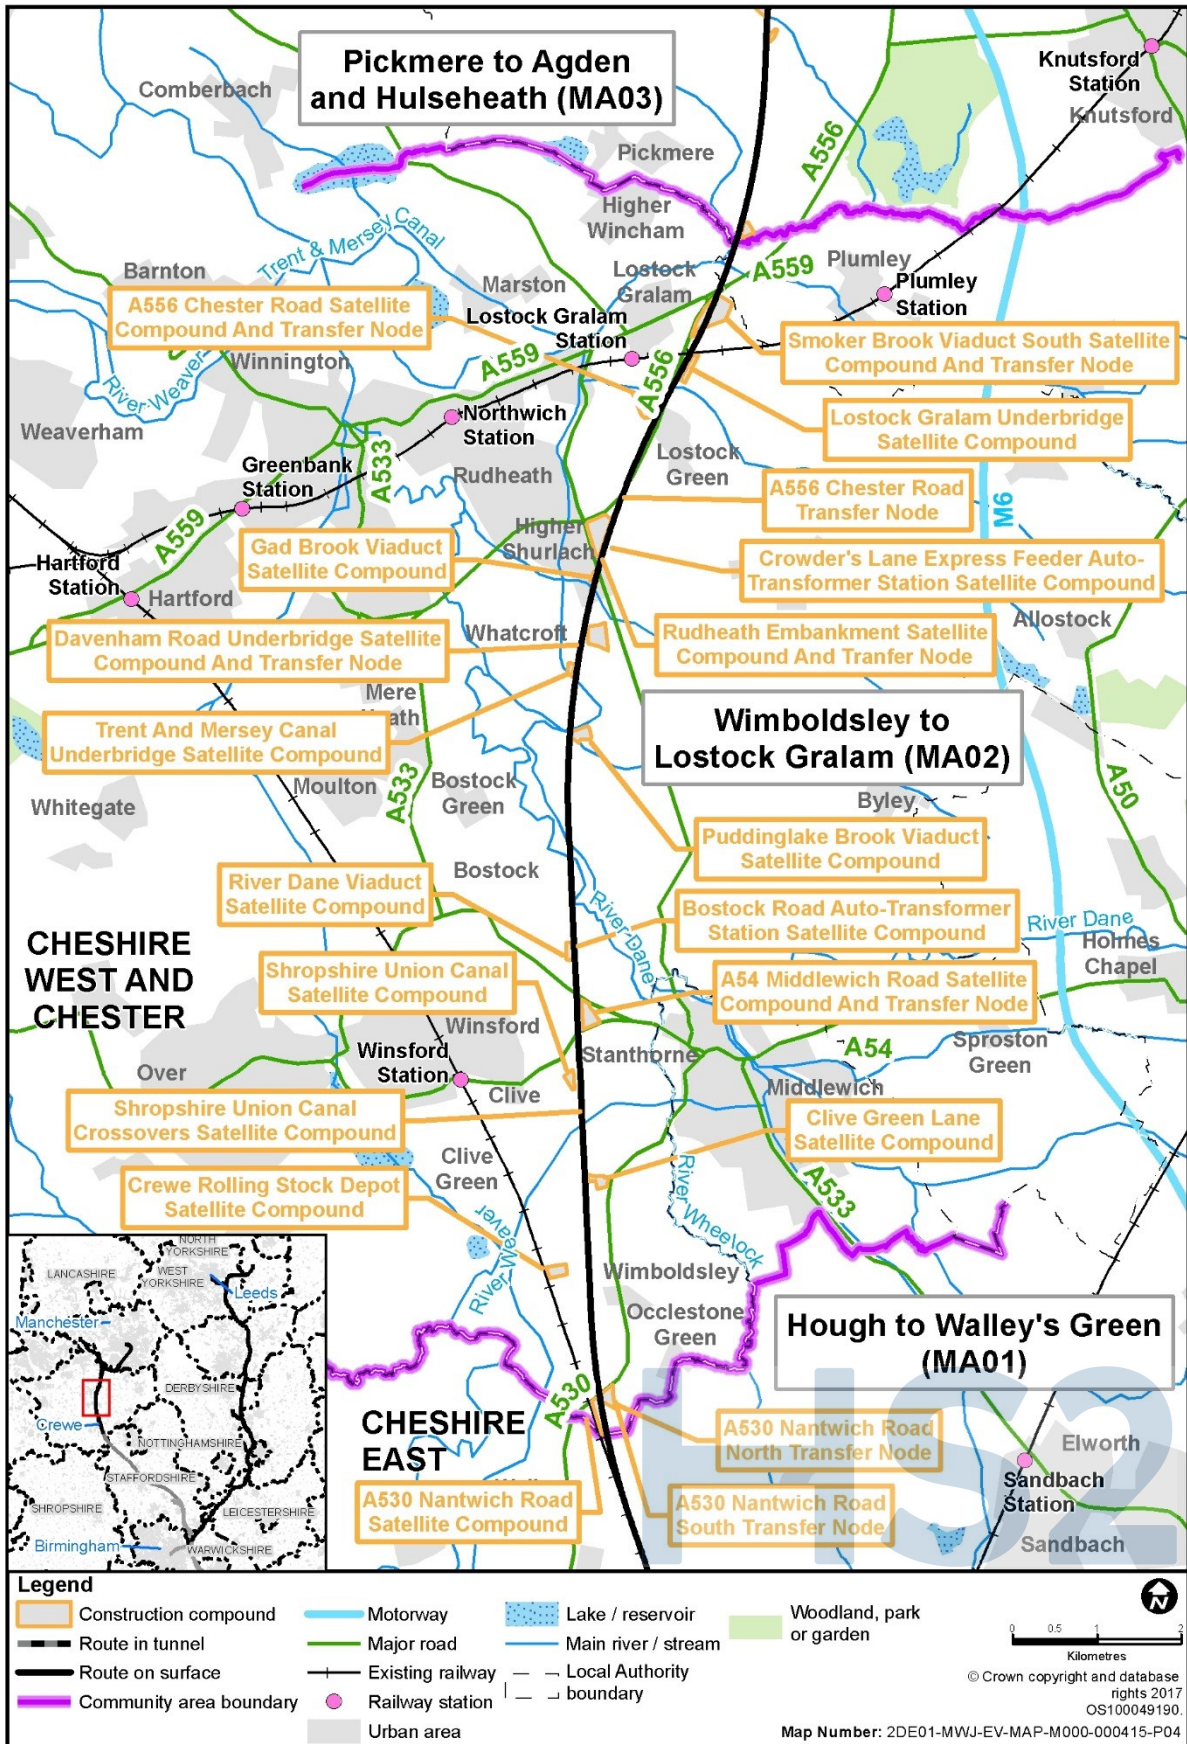 Pickmere to Agden
and Hulseheath (MA03)
Knutsford
Station
Knutsford
Comberbach
Pickmere
A556
Higher
Wincham
Trent & Mersey Canal
Barnton
Lostock
Gralam
A559
Plumley
Plumley
Station
Marston
A556 Chester Road Satellite
Compound And Transfer Node
Lostock Gralam
Station
Smoker Brook Viaduct South Satellite
Compound And Transfer Node
Winnington
River Weaver
A559
A556
Northwich
Station
Lostock Gralam Underbridge
Satellite Compound
Weaverham
Greenbank
Station
A533
Rudheath
Lostock
Green
A556 Chester Road
Transfer Node
M6
A559
Higher
Shurlach
Gad Brook Viaduct
Satellite Compound
Crowder's Lane Express Feeder Auto-
Transformer Station Satellite Compound
Hartford
Station
Hartford
Allostock
Whatcroft
Davenham Road Underbridge Satellite
Compound And Transfer Node
Rudheath Embankment Satellite
Compound And Tranfer Node
Mere
Trent And Mersey Canal
Underbridge Satellite Compound
Wimboldsley to
Lostock Gralam (MA02)
A533
Moulton
Bostock
Green
Whitegate
Byley
A50
Puddinglake Brook Viaduct
Satellite Compound
Bostock
River Dane Viaduct
Satellite Compound
River Dane
Bostock Road Auto-Transformer
Station Satellite Compound
River Dane
Holmes
Chapel
CHESHIRE
WEST AND
CHESTER
Shropshire Union Canal
Satellite Compound
A54 Middlewich Road Satellite
Compound And Transfer Node
Winsford
Stanthorne
A54
Sproston
Green
Winsford
Station
Over
Clive
Middlewich
Shropshire Union Canal
Crossovers Satellite Compound
Clive Green Lane
Satellite Compound
Clive
Green
Crewe Rolling Stock Depot
Satellite Compound
River Wheelock
A533
River Weaver
Wimboldsley
Occlestone
Green
Hough to Walley's Green
(MA01)
A530
CHESHIRE
EAST
A530 Nantwich Road
North Transfer Node
Elworth
A530 Nantwich Road
Satellite Compound
A530 Nantwich Road
South Transfer Node
Sandbach
Station
Sandbach
HS2
NORTH
YORKSHIRE
LANCASHIRE
WEST
YORKSHIRE
Leeds
Manchester
DERBYSHIRE
Crewe
NOTTINGHAMSHIRE
STAFFORDSHIRE
SHROPSHIRE
LEICESTERSHIRE
Birmingham
WARWICKSHIRE
Legend
Construction compound
Route in tunnel
Route on surface
Community area boundary
Motorway
Major road
Existing railway
Railway station
Urban area
Lake / reservoir
Main river / stream
Local Authority
boundary
Woodland, park
or garden
N
0 0.5 1 2
Kilometres
© Crown copyright and database
rights 2017
OS100049190.
Map Number: 2DE01-MWJ-EV-MAP-M000-000415-P04